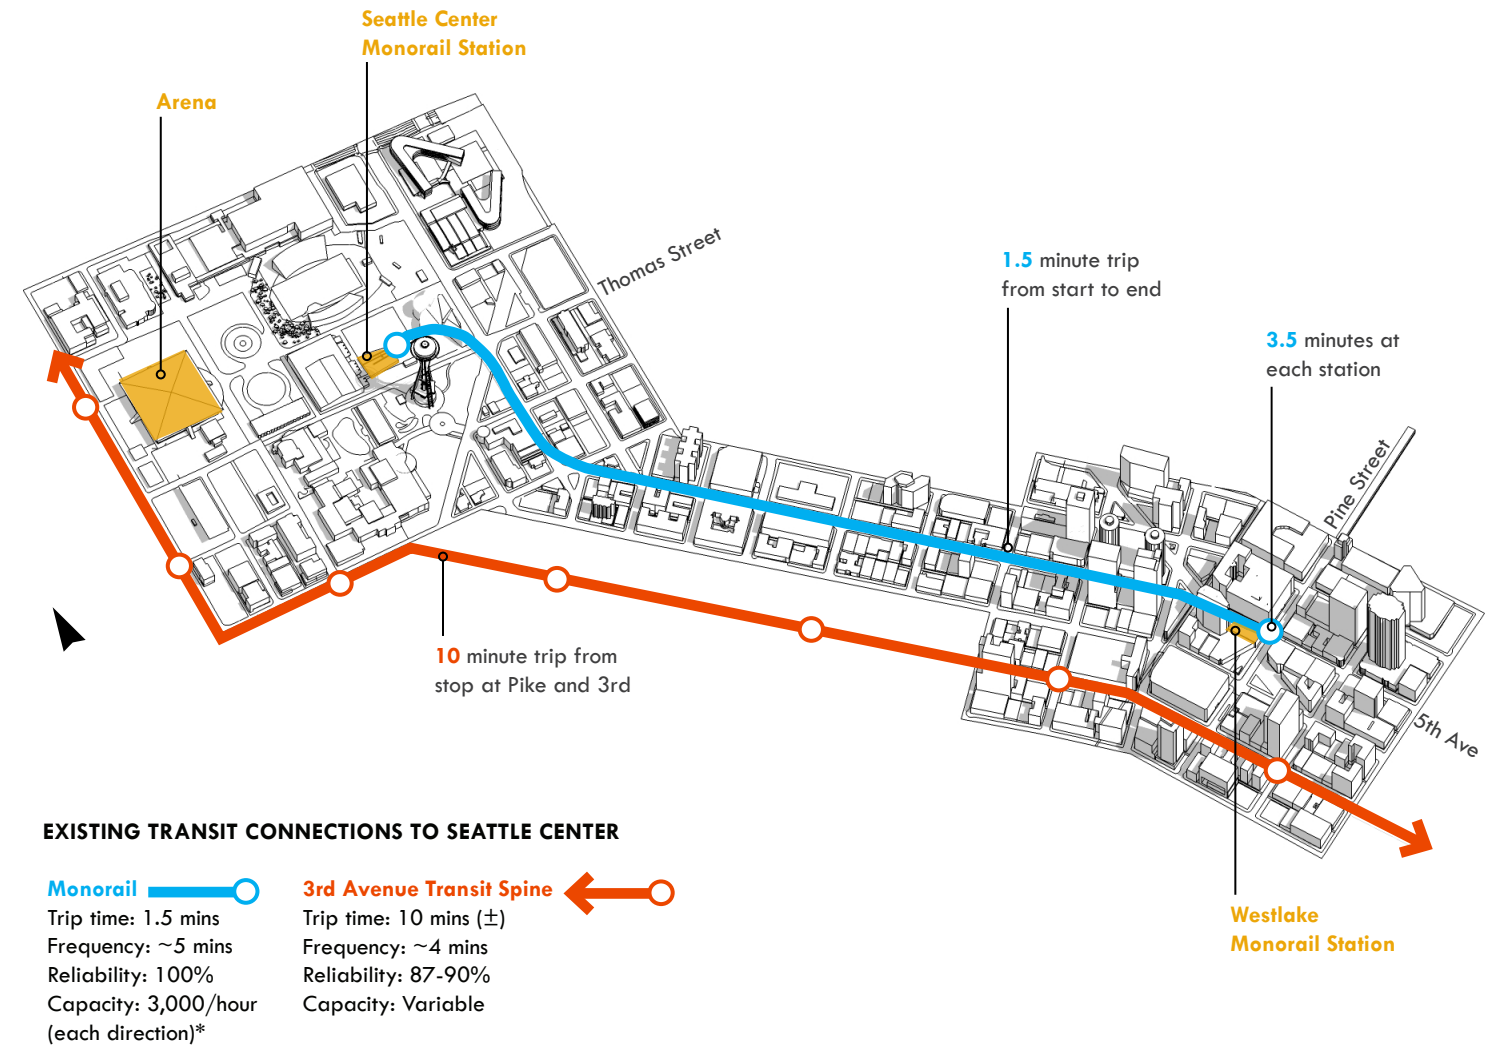 Seattle Center
Monorail Station
Arena
Thomas Street
1.5 minute trip
from start to end
3.5 minutes at
each station
Pine Street
10 minute trip from
stop at Pike and 3rd
5th Ave
Westlake
Monorail Station
EXISTING TRANSIT CONNECTIONS TO SEATTLE CENTER
Monorail
Trip time: 1.5 mins
Frequency: ~5 mins
Reliability: 100%
Capacity: 3,000/hour
(each direction)*
3rd Avenue Transit Spine
Trip time: 10 mins (±)
Frequency: ~4 mins
Reliability: 87-90%
Capacity: Variable